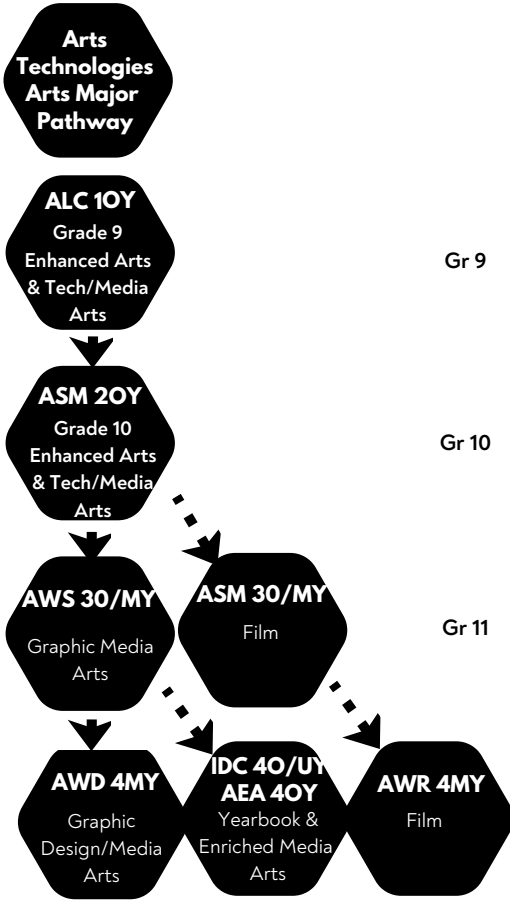 Arts
Technologies
Arts Major
Pathway
ALC 1OY
Grade 9
Enhanced Arts
& Tech/Media
Arts
Gr 9
ASM 2OY
Grade 10
Enhanced Arts
& Tech/Media
Arts
Gr 10
AWS 30/MY
Graphic Media
Arts
ASM 30/MY
Film
Gr 11
AWD 4MY
Graphic
Design/Media
Arts
IDC 4O/UY
AEA 4OY
Yearbook &
Enriched Media
Arts
AWR 4MY
Film